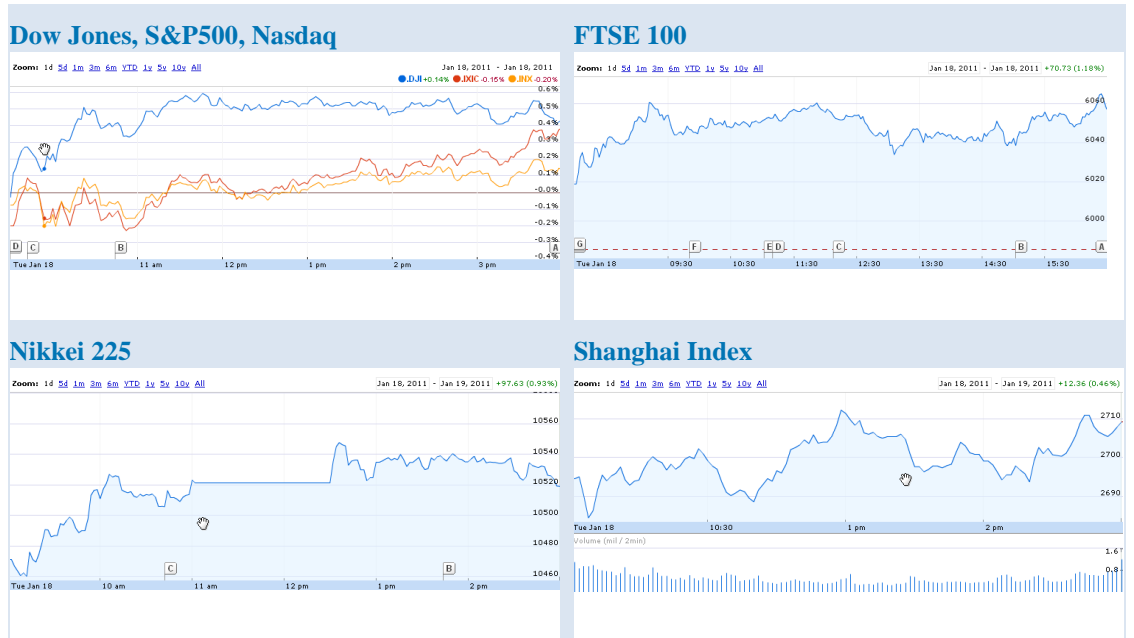 Dow Jones, S&P500, Nasdaq
Zoom: 1d 5d 1m 3m 6m YTD 1y 5y 10y All
Jan 18, 2011 - Jan 18, 2011
.DJI +0.14% .IXIC -0.15% .INX -0.20%
0.6%
0.5%
0.4%
0.3%
0.2%
0.1%
-0.0%
-0.1%
-0.2%
-0.3%
-0.4%
D C B A
Tue Jan 18 11 am 12 pm 1 pm 2 pm 3 pm
FTSE 100
Zoom: 1d 5d 1m 3m 6m YTD 1y 5y 10y All
Jan 18, 2011 - Jan 18, 2011 +70.73 (1.18%)
6060
6040
6020
6000
G F E D C B A
Tue Jan 18 09:30 10:30 11:30 12:30 13:30 14:30 15:30
Nikkei 225
Zoom: 1d 5d 1m 3m 6m YTD 1y 5y 10y All
Jan 18, 2011 - Jan 19, 2011 +97.63 (0.93%)
10560
10540
10520
10500
10480
10460
C B
Tue Jan 18 10 am 11 am 12 pm 1 pm 2 pm
Shanghai Index
Zoom: 1d 5d 1m 3m 6m YTD 1y 5y 10y All
Jan 18, 2011 - Jan 19, 2011 +12.36 (0.46%)
2710
2700
2690
Tue Jan 18 10:30 1 pm 2 pm
Volume (mil / 2min)
1.6
0.8